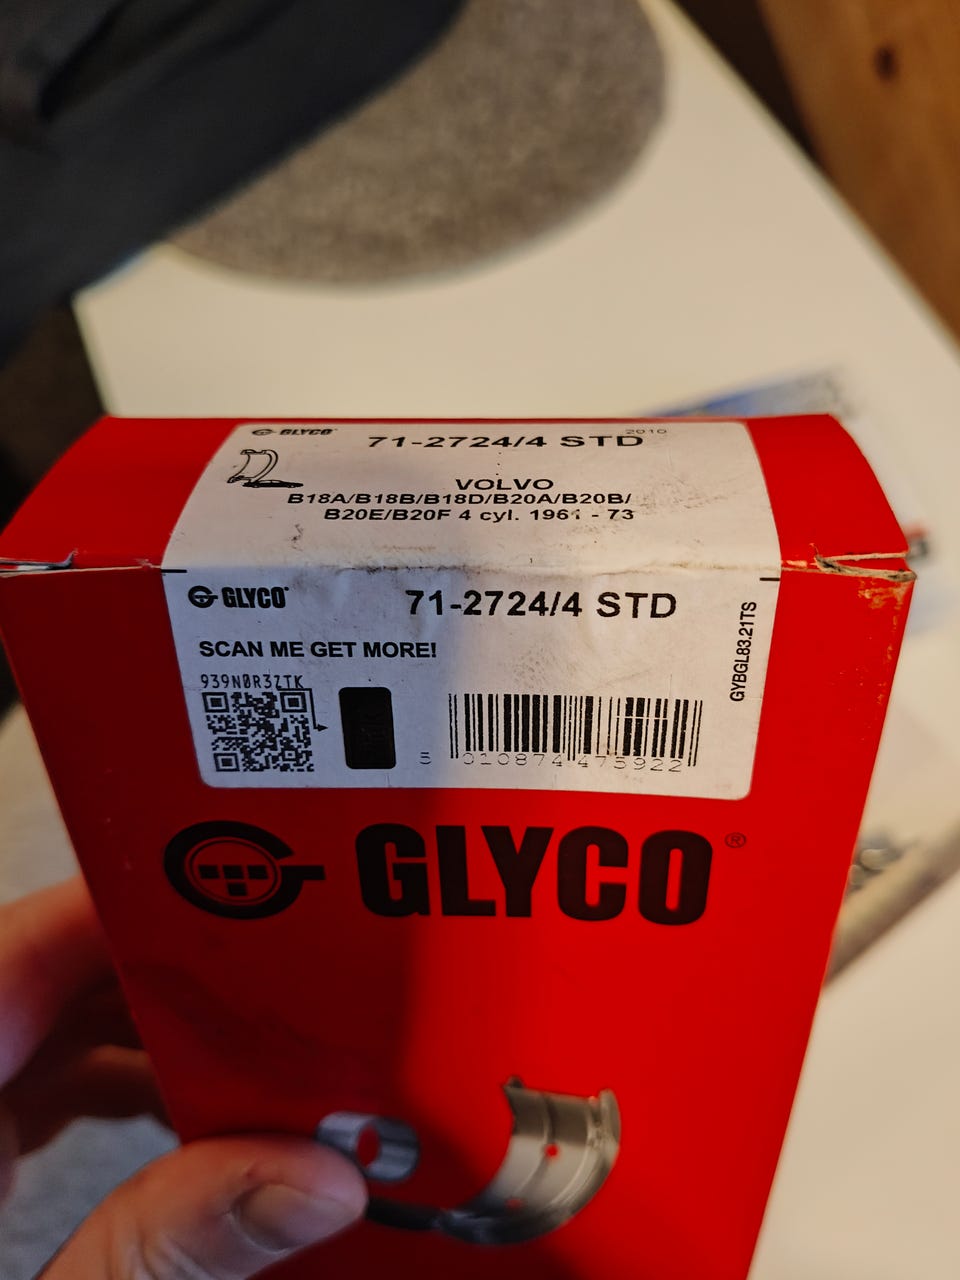 GLYCO
2010
71-2724/4 STD
VOLVO
B18A/B18B/B18D/B20A/B20B/
B20E/B20F 4 cyl. 1961 - 73
GLYCO
71-2724/4 STD
SCAN ME GET MORE!
939N0R3ZTK
5 010874 475922
GYBGL83.21TS
GLYCO®